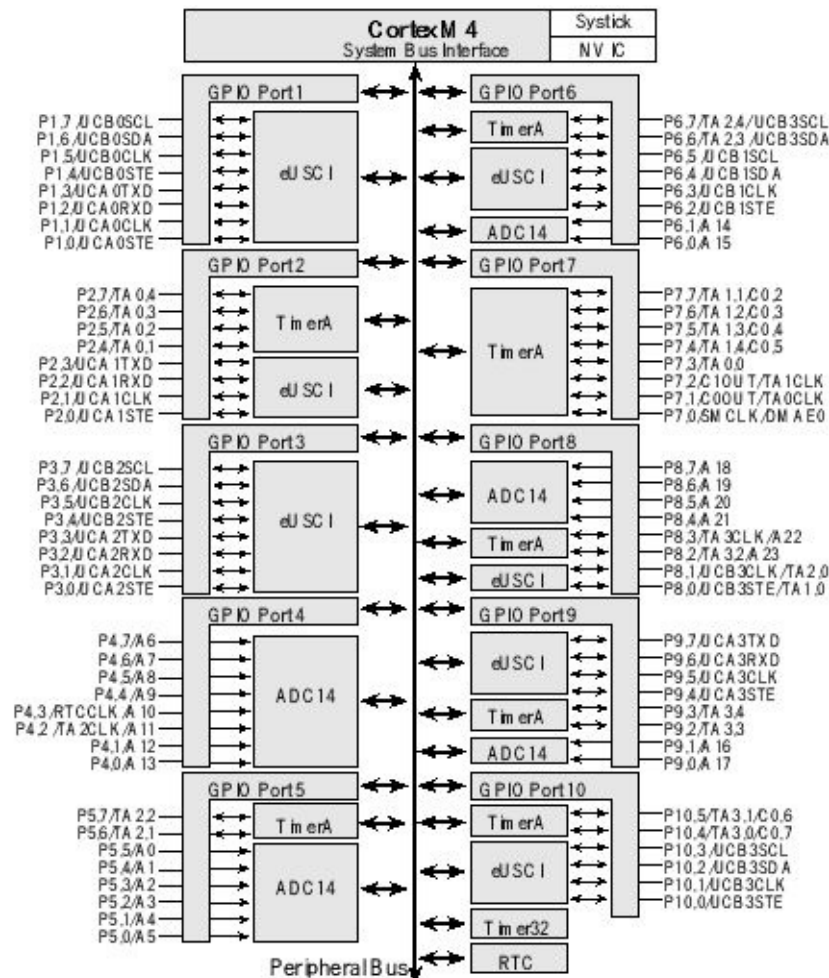 CortexM 4
System Bus Interface
Systick
NVIC
GPIO Port1
P1.7/UCB0SCL
P1.6/UCB0SDA
P1.5/UCB0CLK
P1.4/UCB0STE
P1.3/UCA0TXD
P1.2/UCA0RXD
P1.1/UCA0CLK
P1.0/UCA0STE
eUSCI
GPIO Port2
P2.7/TA0.4
P2.6/TA0.3
P2.5/TA0.2
P2.4/TA0.1
P2.3/UCA1TXD
P2.2/UCA1RXD
P2.1/UCA1CLK
P2.0/UCA1STE
TimerA
eUSCI
GPIO Port3
P3.7/UCB2SCL
P3.6/UCB2SDA
P3.5/UCB2CLK
P3.4/UCB2STE
P3.3/UCA2TXD
P3.2/UCA2RXD
P3.1/UCA2CLK
P3.0/UCA2STE
eUSCI
GPIO Port4
P4.7/A6
P4.6/A7
P4.5/A8
P4.4/A9
P4.3/RTCCLK/A10
P4.2/TA2CLK/A11
P4.1/A12
P4.0/A13
ADC14
GPIO Port5
P5.7/TA2.2
P5.6/TA2.1
P5.5/A0
P5.4/A1
P5.3/A2
P5.2/A3
P5.1/A4
P5.0/A5
TimerA
ADC14
GPIO Port6
TimerA
eUSCI
ADC14
P6.7/TA2.4/UCB3SCL
P6.6/TA2.3/UCB3SDA
P6.5/UCB1SCL
P6.4/UCB1SDA
P6.3/UCB1CLK
P6.2/UCB1STE
P6.1/A14
P6.0/A15
GPIO Port7
TimerA
P7.7/TA1.1/C0.2
P7.6/TA1.2/C0.3
P7.5/TA1.3/C0.4
P7.4/TA1.4/C0.5
P7.3/TA0.0
P7.2/C1OUT/TA1CLK
P7.1/C0OUT/TA0CLK
P7.0/SMCLK/DMAE0
GPIO Port8
ADC14
TimerA
eUSCI
P8.7/A18
P8.6/A19
P8.5/A20
P8.4/A21
P8.3/TA3CLK/A22
P8.2/TA3.2/A23
P8.1/UCB3CLK/TA2.0
P8.0/UCB3STE/TA1.0
GPIO Port9
eUSCI
TimerA
ADC14
P9.7/UCA3TXD
P9.6/UCA3RXD
P9.5/UCA3CLK
P9.4/UCA3STE
P9.3/TA3.4
P9.2/TA3.3
P9.1/A16
P9.0/A17
GPIO Port10
TimerA
eUSCI
P10.5/TA3.1/C0.6
P10.4/TA3.0/C0.7
P10.3/UCB3SCL
P10.2/UCB3SDA
P10.1/UCB3CLK
P10.0/UCB3STE
Timer32
RTC
Peripheral Bus